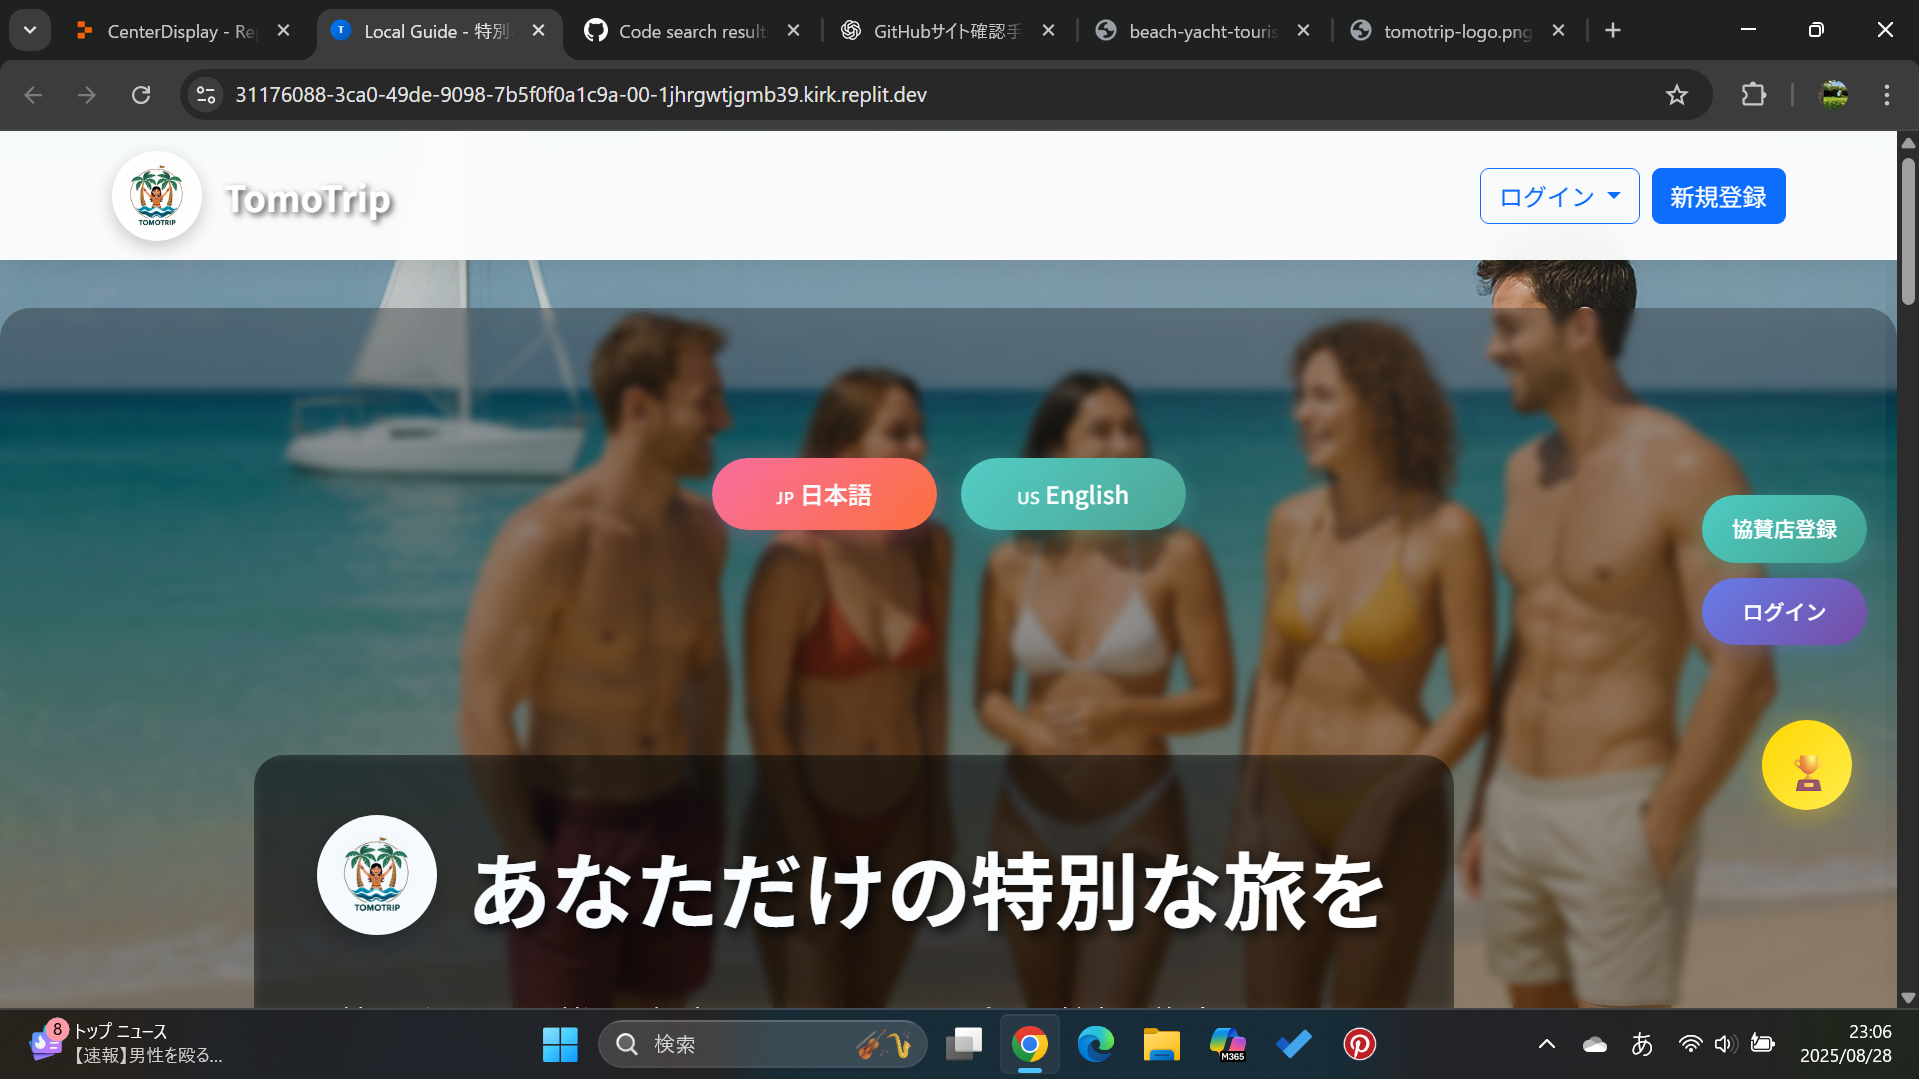 CenterDisplay - Rep
Local Guide - 特別
Code search result
GitHubサイト確認手
beach-yacht-touris
tomotrip-logo.png
31176088-3ca0-49de-9098-7b5f0f0a1c9a-00-1jhrgwtjgmb39.kirk.replit.dev
TOMOTRIP
TomoTrip
ログイン
新規登録
JP 日本語
US English
協賛店登録
ログイン
TOMOTRIP
あなただけの特別な旅を
8
トップ ニュース
【速報】男性を殴る...
検索
M365
あ
23:06
2025/08/28